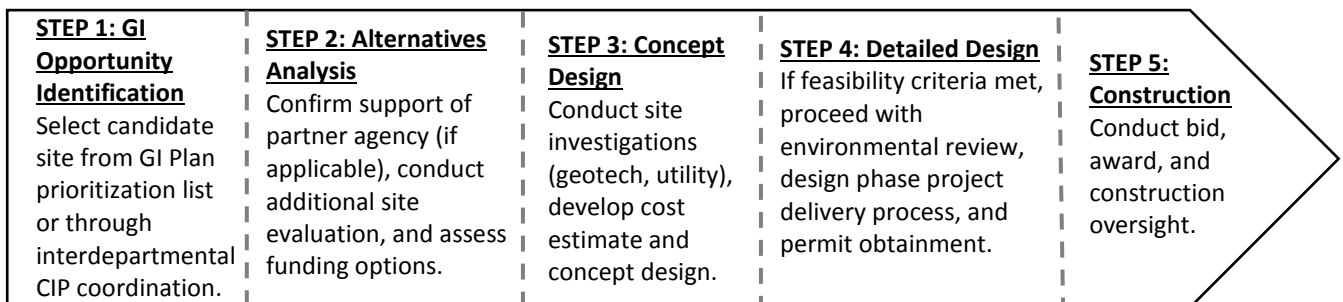 STEP 1: GI
Opportunity
Identification
Select candidate
site from GI Plan
prioritization list
or through
interdepartmental
CIP coordination.
STEP 2: Alternatives
Analysis
Confirm support of
partner agency (if
applicable), conduct
additional site
evaluation, and assess
funding options.
STEP 3: Concept
Design
Conduct site
investigations
(geotech, utility),
develop cost
estimate and
concept design.
STEP 4: Detailed Design
If feasibility criteria met,
proceed with
environmental review,
design phase project
delivery process, and
permit obtainment.
STEP 5:
Construction
Conduct bid,
award, and
construction
oversight.